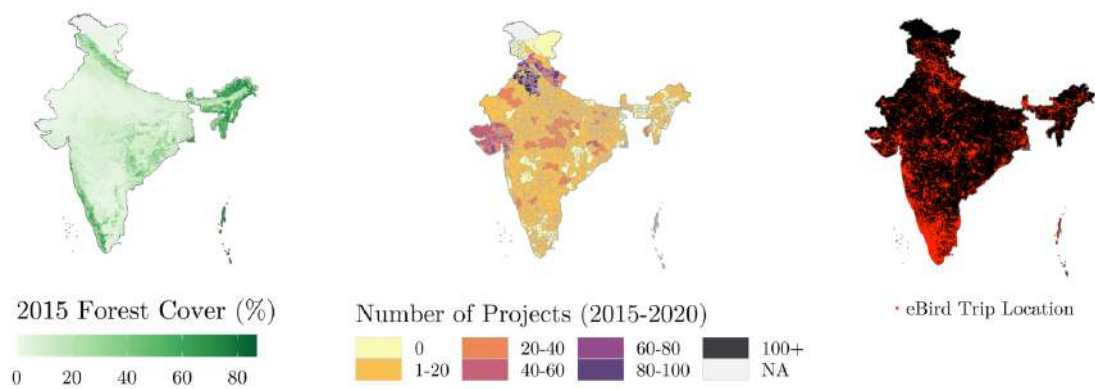 2015 Forest Cover (%)
0 20 40 60 80
Number of Projects (2015-2020)
0 20-40 60-80 100+
1-20 40-60 80-100 NA
• eBird Trip Location